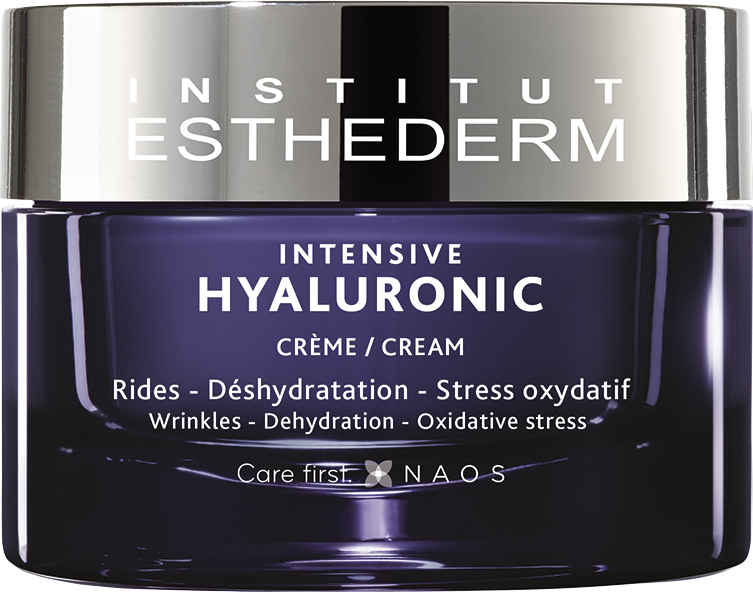 INSTITUT
ESTHEDERM
INTENSIVE
HYALURONIC
CRÈME / CREAM
Rides - Déshydratation - Stress oxydatif
Wrinkles - Dehydration - Oxidative stress
Care first. NAOS